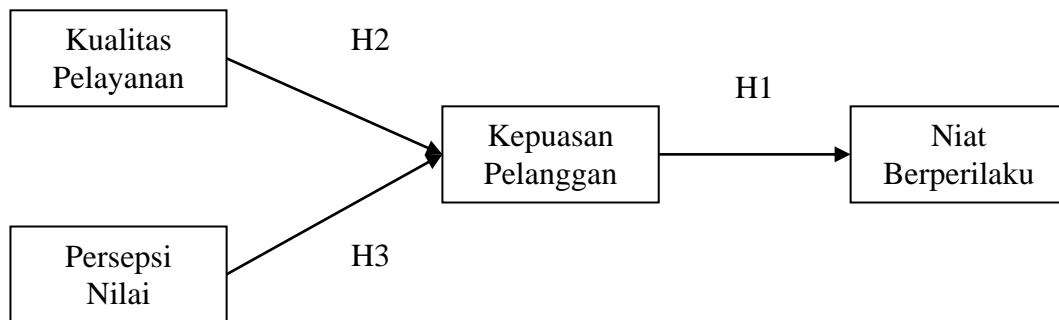 Kualitas
Pelayanan
H2
H1
Kepuasan
Pelanggan
Niat
Berperilaku
H3
Persepsi
Nilai